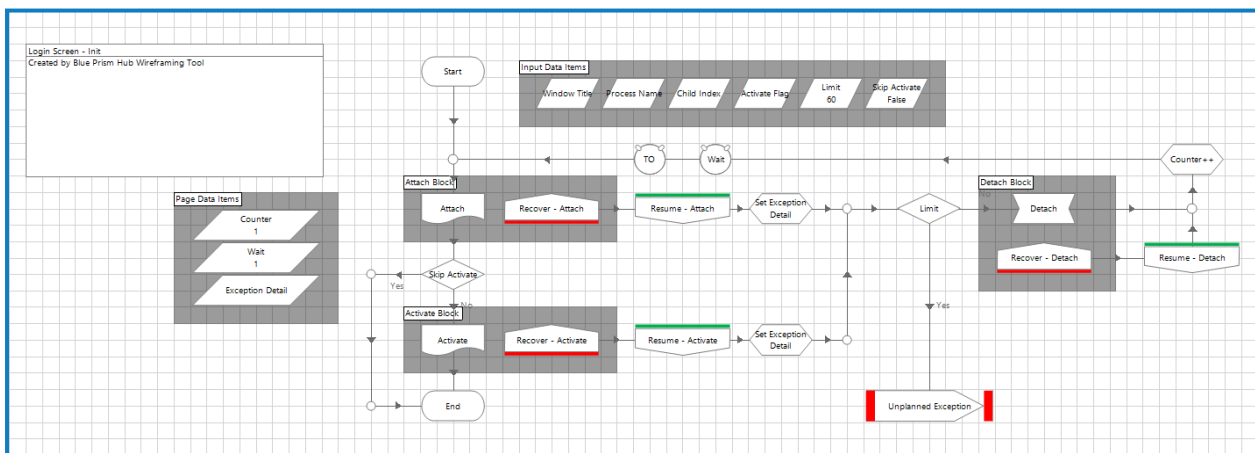 Login Screen - Init
Created by Blue Prism Hub Wireframing Tool
Start
Input Data Items
Window Title
Process Name
Child Index
Activate Flag
Limit
60
Skip Activate
False
TO
Wait
Counter++
Page Data Items
Counter
1
Wait
1
Exception Detail
Attach Block
Attach
Recover - Attach
Resume - Attach
Set Exception
Detail
Limit
No
Detach Block
Detach
Recover - Detach
Resume - Detach
Skip Activate
Yes
No
Activate Block
Activate
Recover - Activate
Resume - Activate
Set Exception
Detail
Yes
End
Unplanned Exception